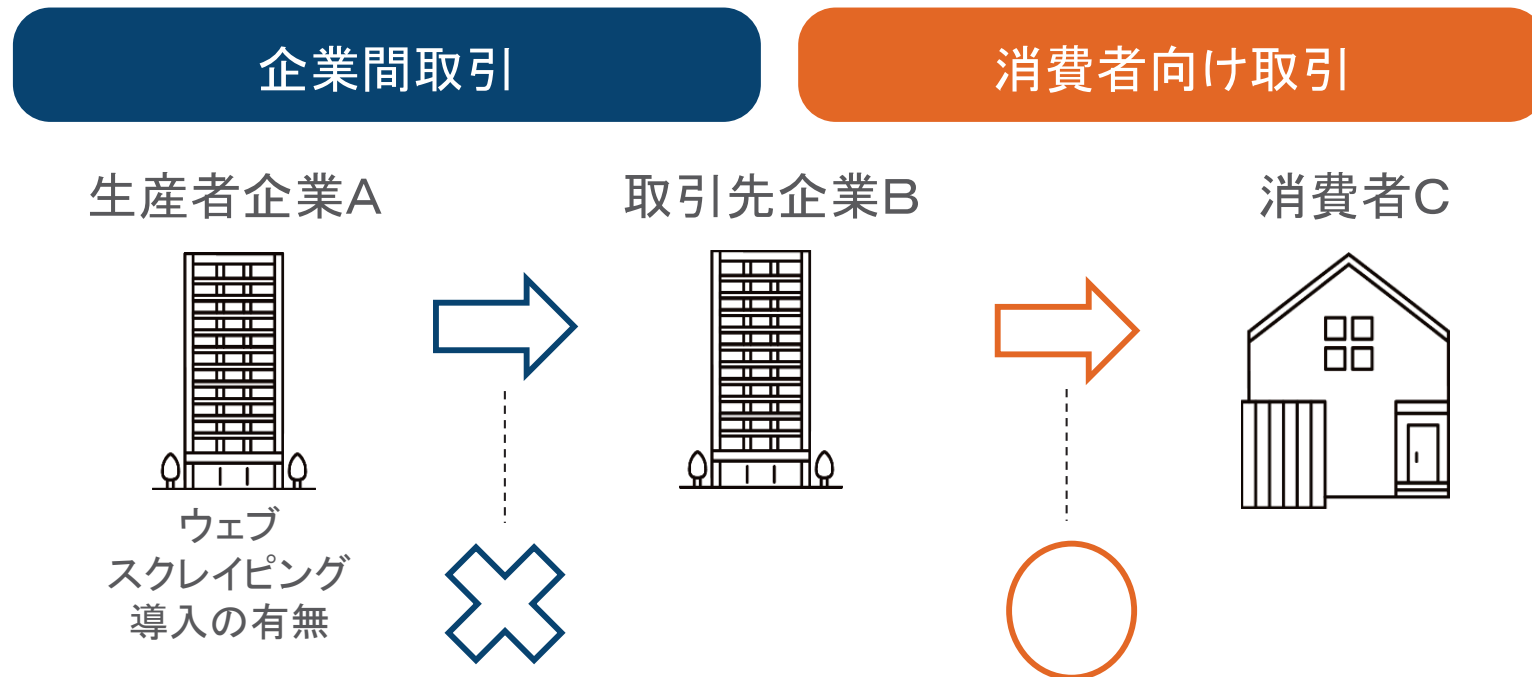 企業間取引
消費者向け取引
生産者企業A
取引先企業B
消費者C
ウェブ
スクレイピング
導入の有無